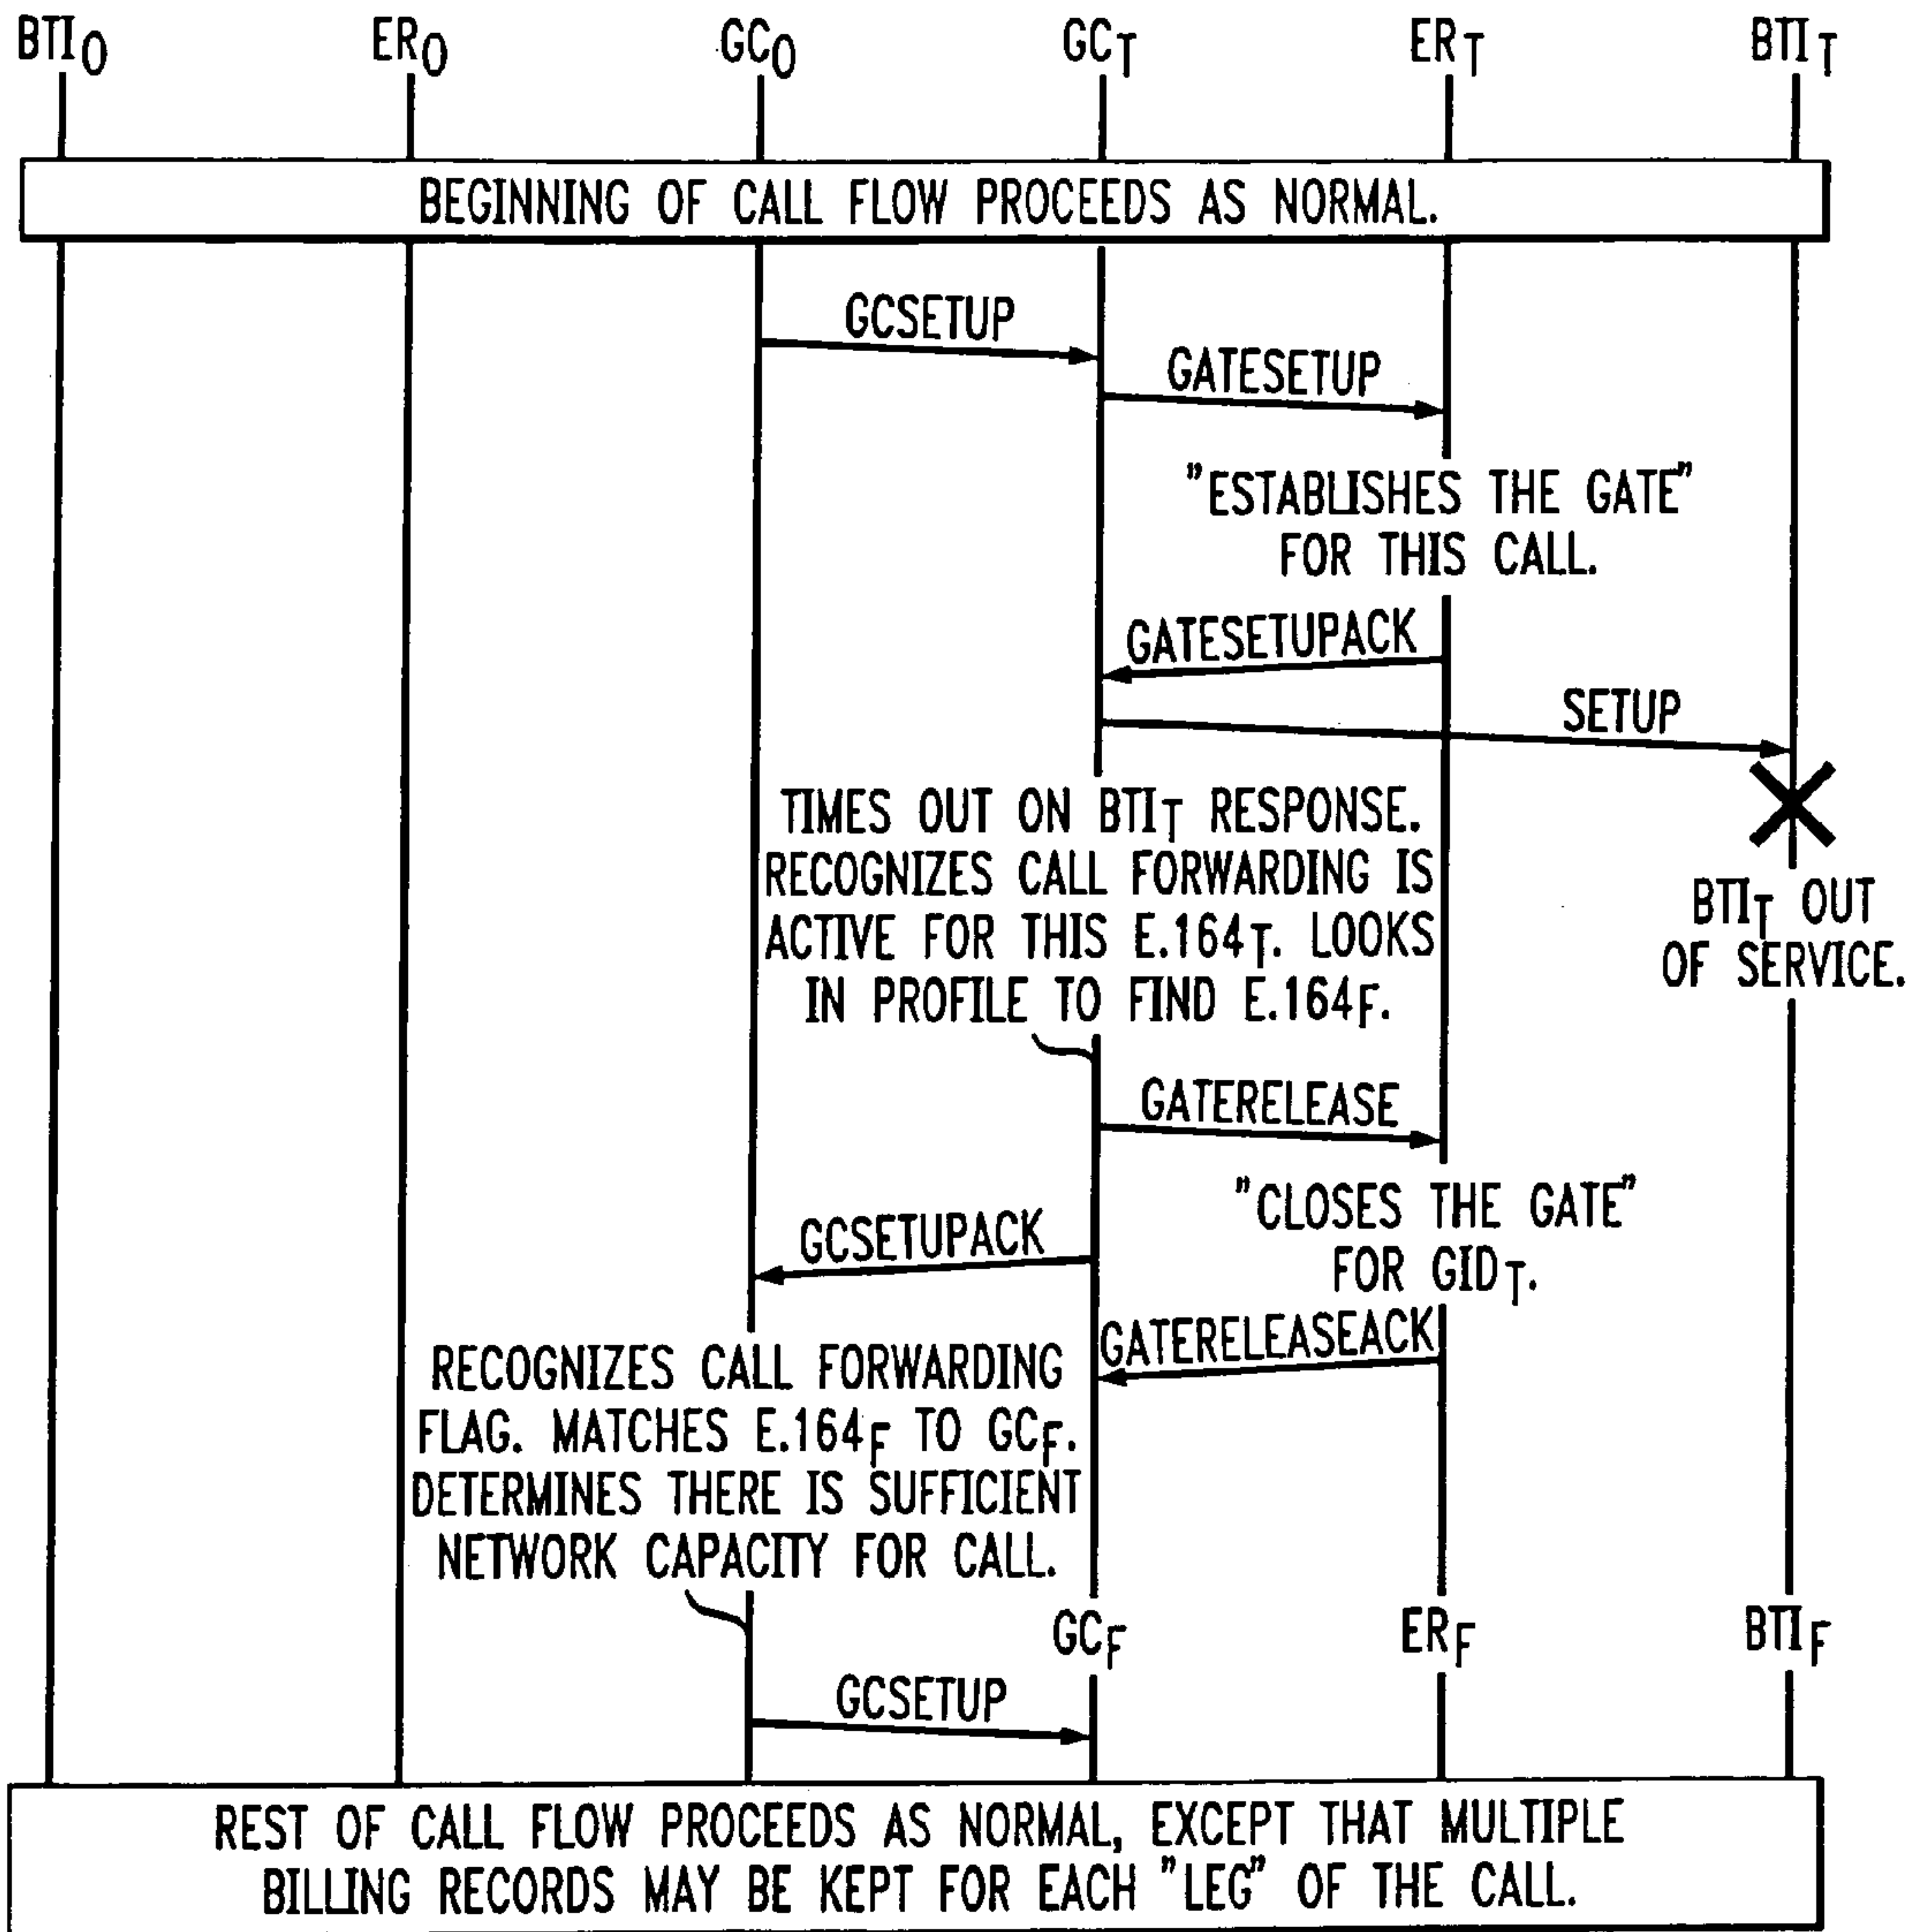 BTIO ERO GCO GCT ERT BTIT
BEGINNING OF CALL FLOW PROCEEDS AS NORMAL.
GCSETUP
GATESETUP
"ESTABLISHES THE GATE"
FOR THIS CALL.
GATESETUPACK
SETUP
TIMES OUT ON BTIT RESPONSE.
RECOGNIZES CALL FORWARDING IS
ACTIVE FOR THIS E.164T. LOOKS
IN PROFILE TO FIND E.164F.
BTIT OUT
OF SERVICE.
GATERELEASE
"CLOSES THE GATE"
FOR GIDT.
GCSETUPACK
GATERELEASEACK
RECOGNIZES CALL FORWARDING
FLAG. MATCHES E.164F TO GCF.
DETERMINES THERE IS SUFFICIENT
NETWORK CAPACITY FOR CALL.
GCF ERF BTIF
GCSETUP
REST OF CALL FLOW PROCEEDS AS NORMAL, EXCEPT THAT MULTIPLE
BILLING RECORDS MAY BE KEPT FOR EACH "LEG" OF THE CALL.